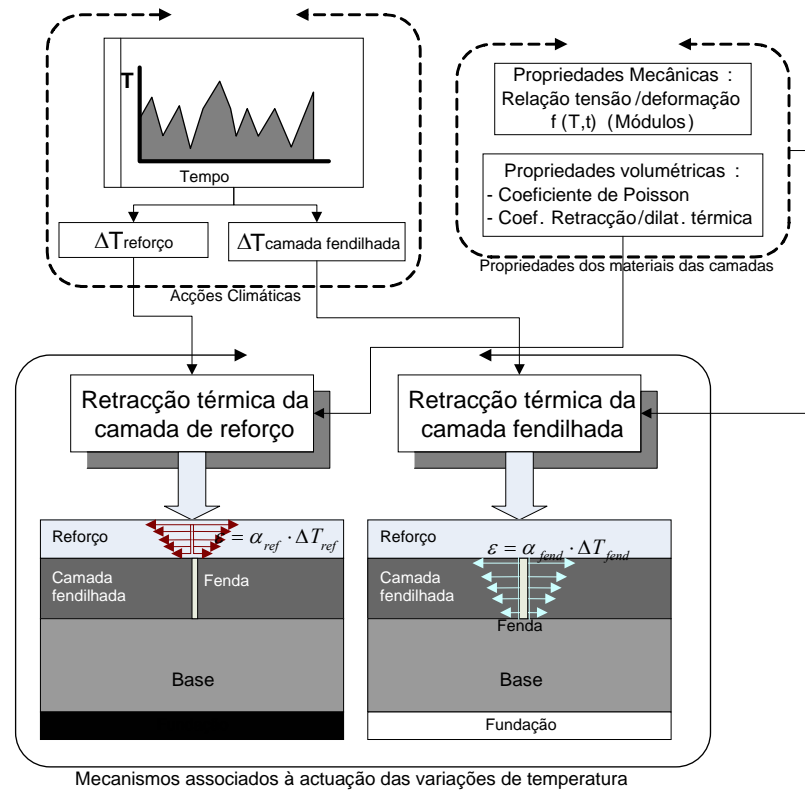 T
Tempo
ΔTreforço
ΔTcamada fendilhada
Acções Climáticas
Propriedades Mecânicas :
Relação tensão/deformação
f (T,t) (Módulos)
Propriedades volumétricas :
- Coeficiente de Poisson
- Coef. Retracção/dilat. térmica
Propriedades dos materiais das camadas
Retracção térmica da
camada de reforço
Retracção térmica da
camada fendilhada
Reforço
ε = α_ref · ΔT_ref
Camada
fendilhada
Fenda
Base
Reforço
ε = α_fend · ΔT_fend
Camada
fendilhada
Fenda
Base
Fundação
Mecanismos associados à actuação das variações de temperatura